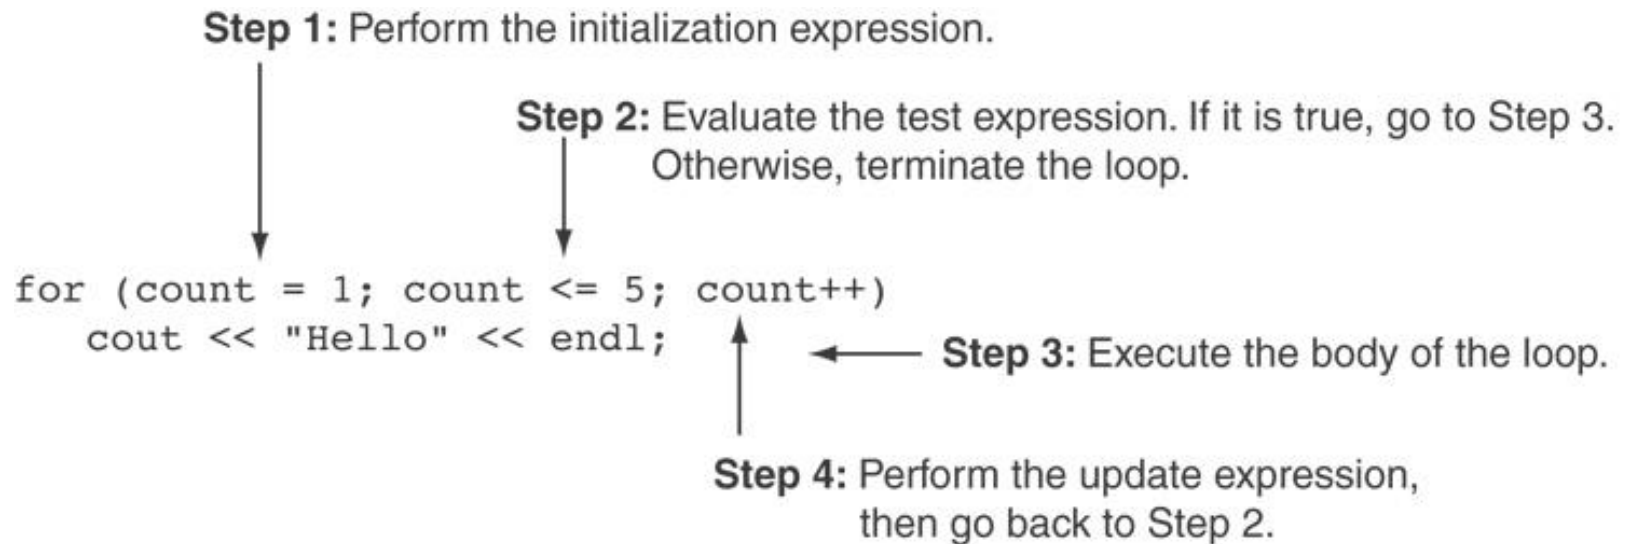 Step 1: Perform the initialization expression.
Step 2: Evaluate the test expression. If it is true, go to Step 3.
Otherwise, terminate the loop.
for (count = 1; count <= 5; count++)
cout << "Hello" << endl;
Step 3: Execute the body of the loop.
Step 4: Perform the update expression,
then go back to Step 2.